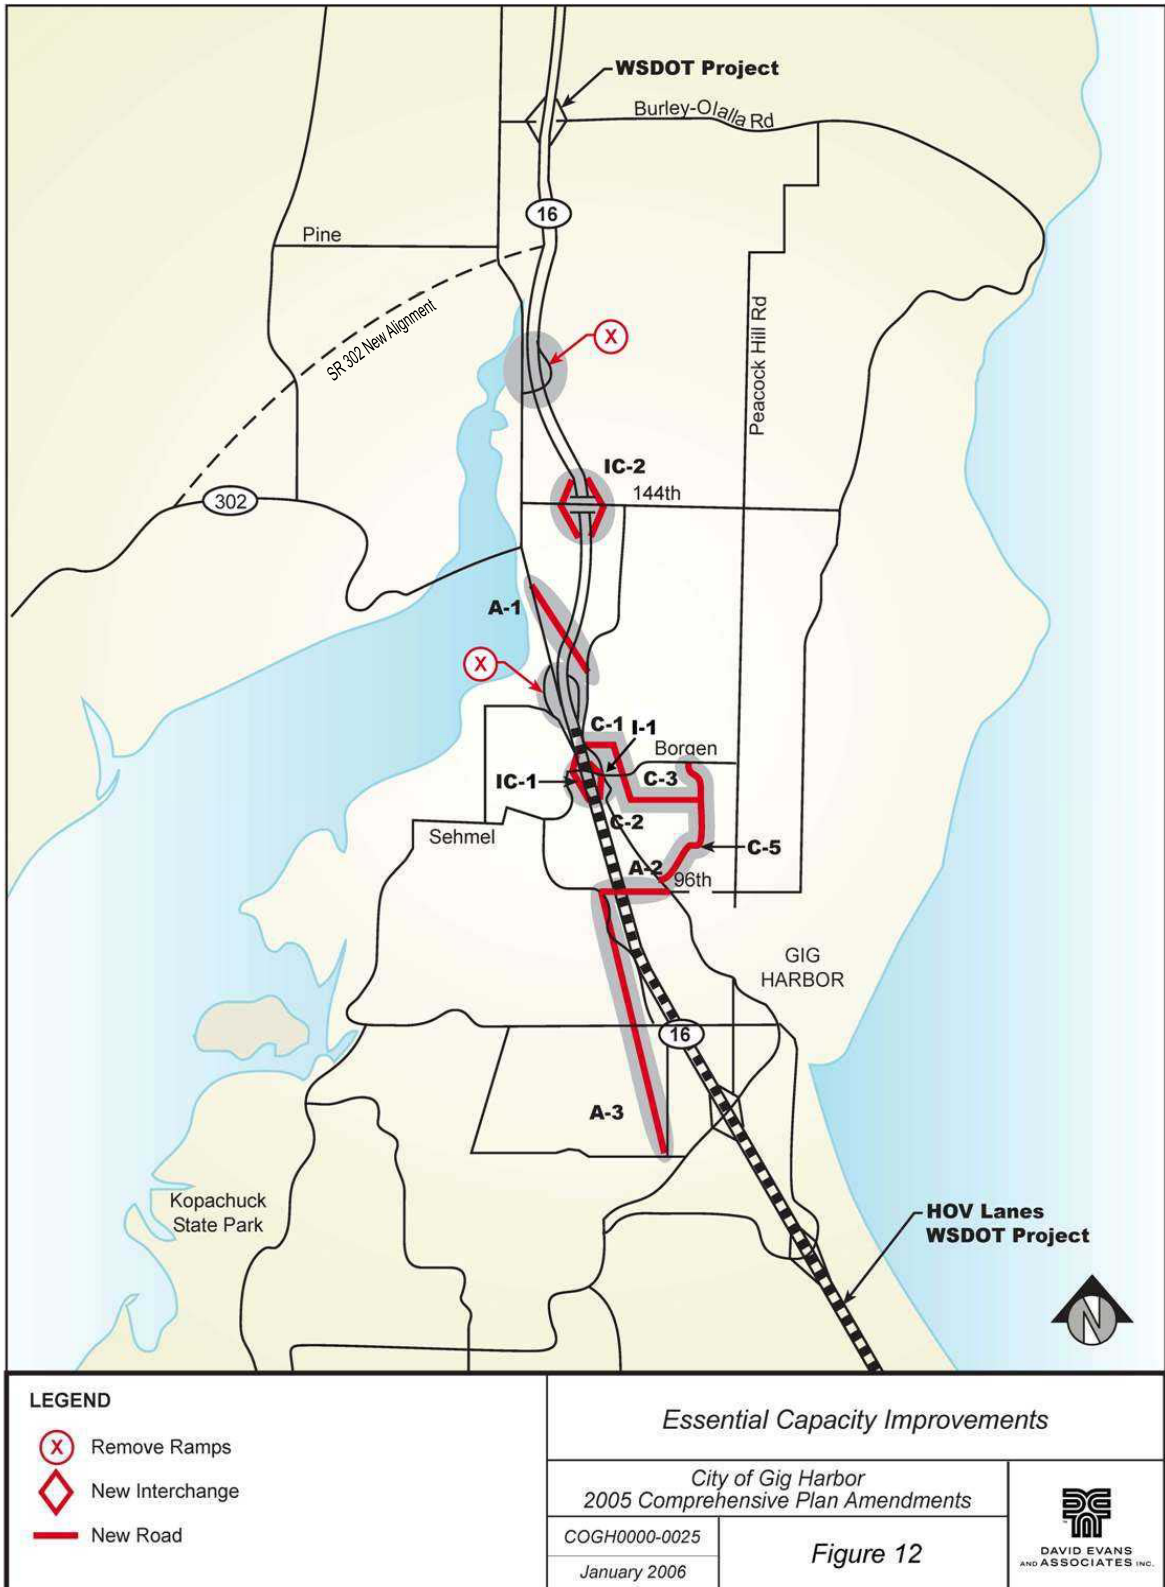 WSDOT Project
Burley-Olalla Rd
16
Pine
SR 302 New Alignment
Peacock Hill Rd
X
IC-2
144th
302
A-1
X
C-1
I-1
Borgen
IC-1
C-3
C-2
Sehmel
C-5
A-2
96th
GIG
HARBOR
16
A-3
Kopachuck
State Park
HOV Lanes
WSDOT Project
N
LEGEND
X Remove Ramps
New Interchange
New Road
Essential Capacity Improvements
City of Gig Harbor
2005 Comprehensive Plan Amendments
COGH0000-0025
January 2006
Figure 12
DAVID EVANS
AND ASSOCIATES INC.